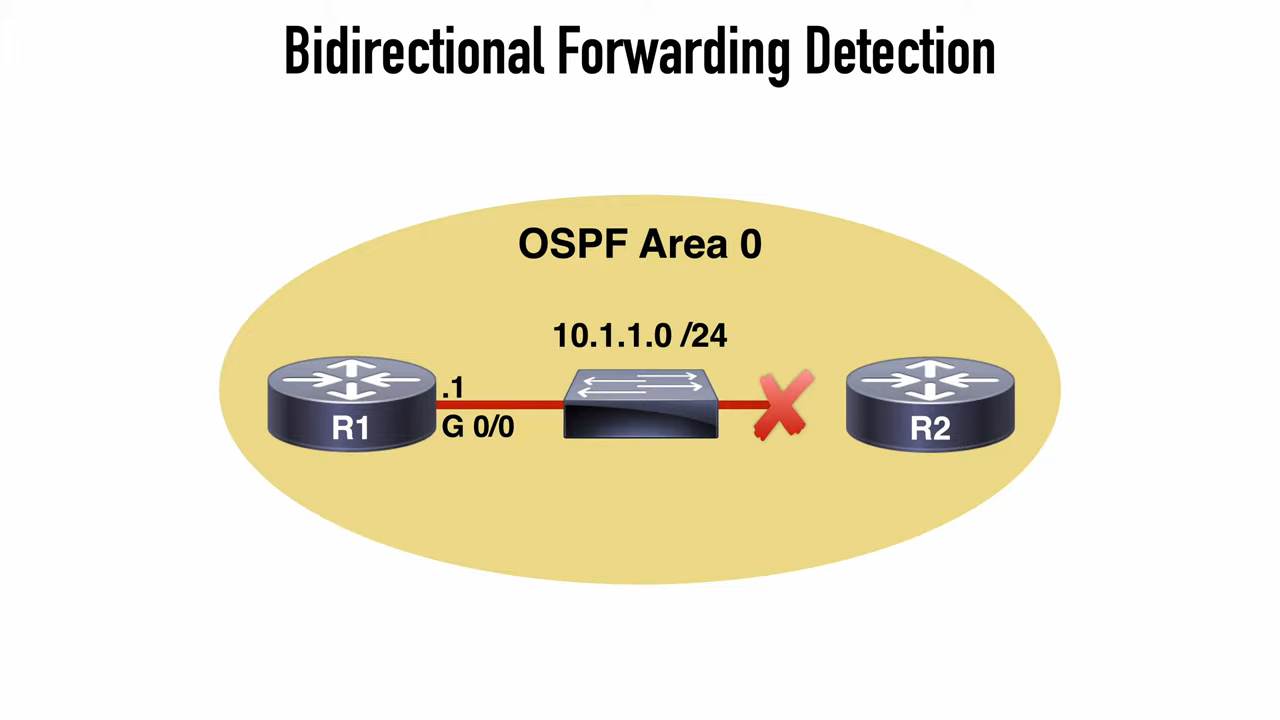 Bidirectional Forwarding Detection
OSPF Area 0
10.1.1.0 /24
.1
G 0/0
R1
R2